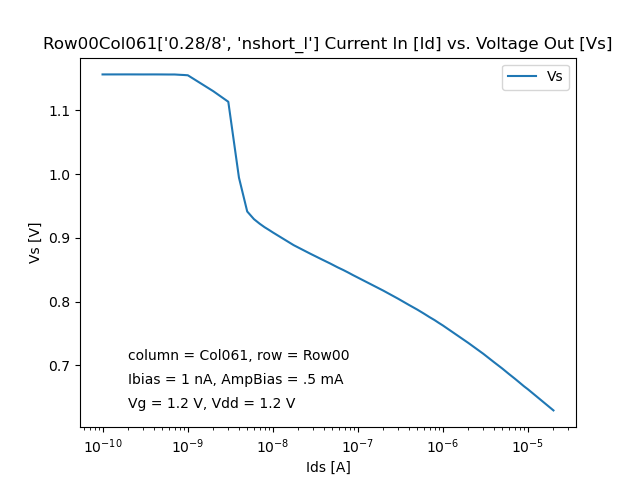 Row00Col061['0.28/8', 'nshort_l'] Current In [Id] vs. Voltage Out [Vs]
Vs
1.1
1.0
0.9
0.8
0.7
Vs [V]
column = Col061, row = Row00
Ibias = 1 nA, AmpBias = .5 mA
Vg = 1.2 V, Vdd = 1.2 V
10⁻¹⁰ 10⁻⁹ 10⁻⁸ 10⁻⁷ 10⁻⁶ 10⁻⁵
Ids [A]